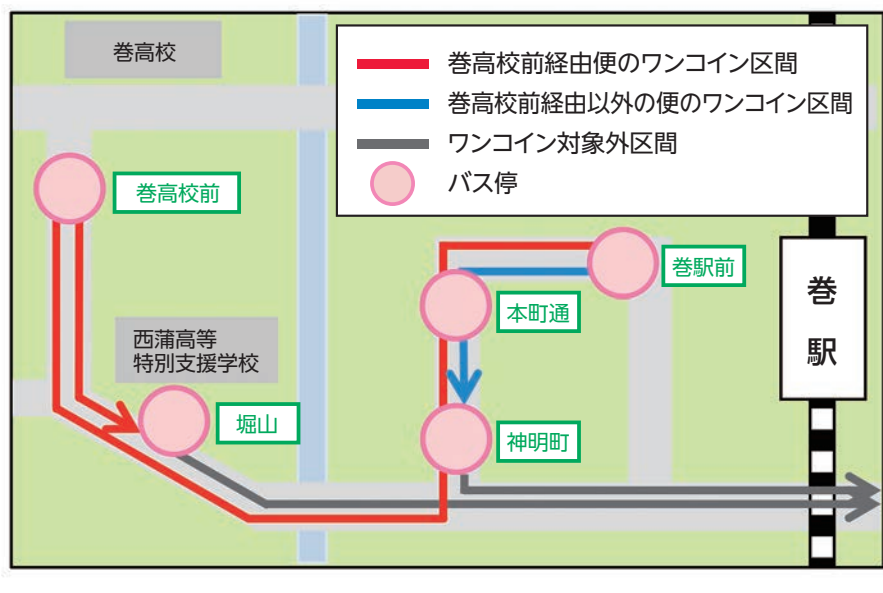 巻高校
巻高校前経由便のワンコイン区間
巻高校前経由以外の便のワンコイン区間
ワンコイン対象外区間
バス停
巻高校前
巻駅前
本町通
巻駅
西蒲高等
特別支援学校
堀山
神明町